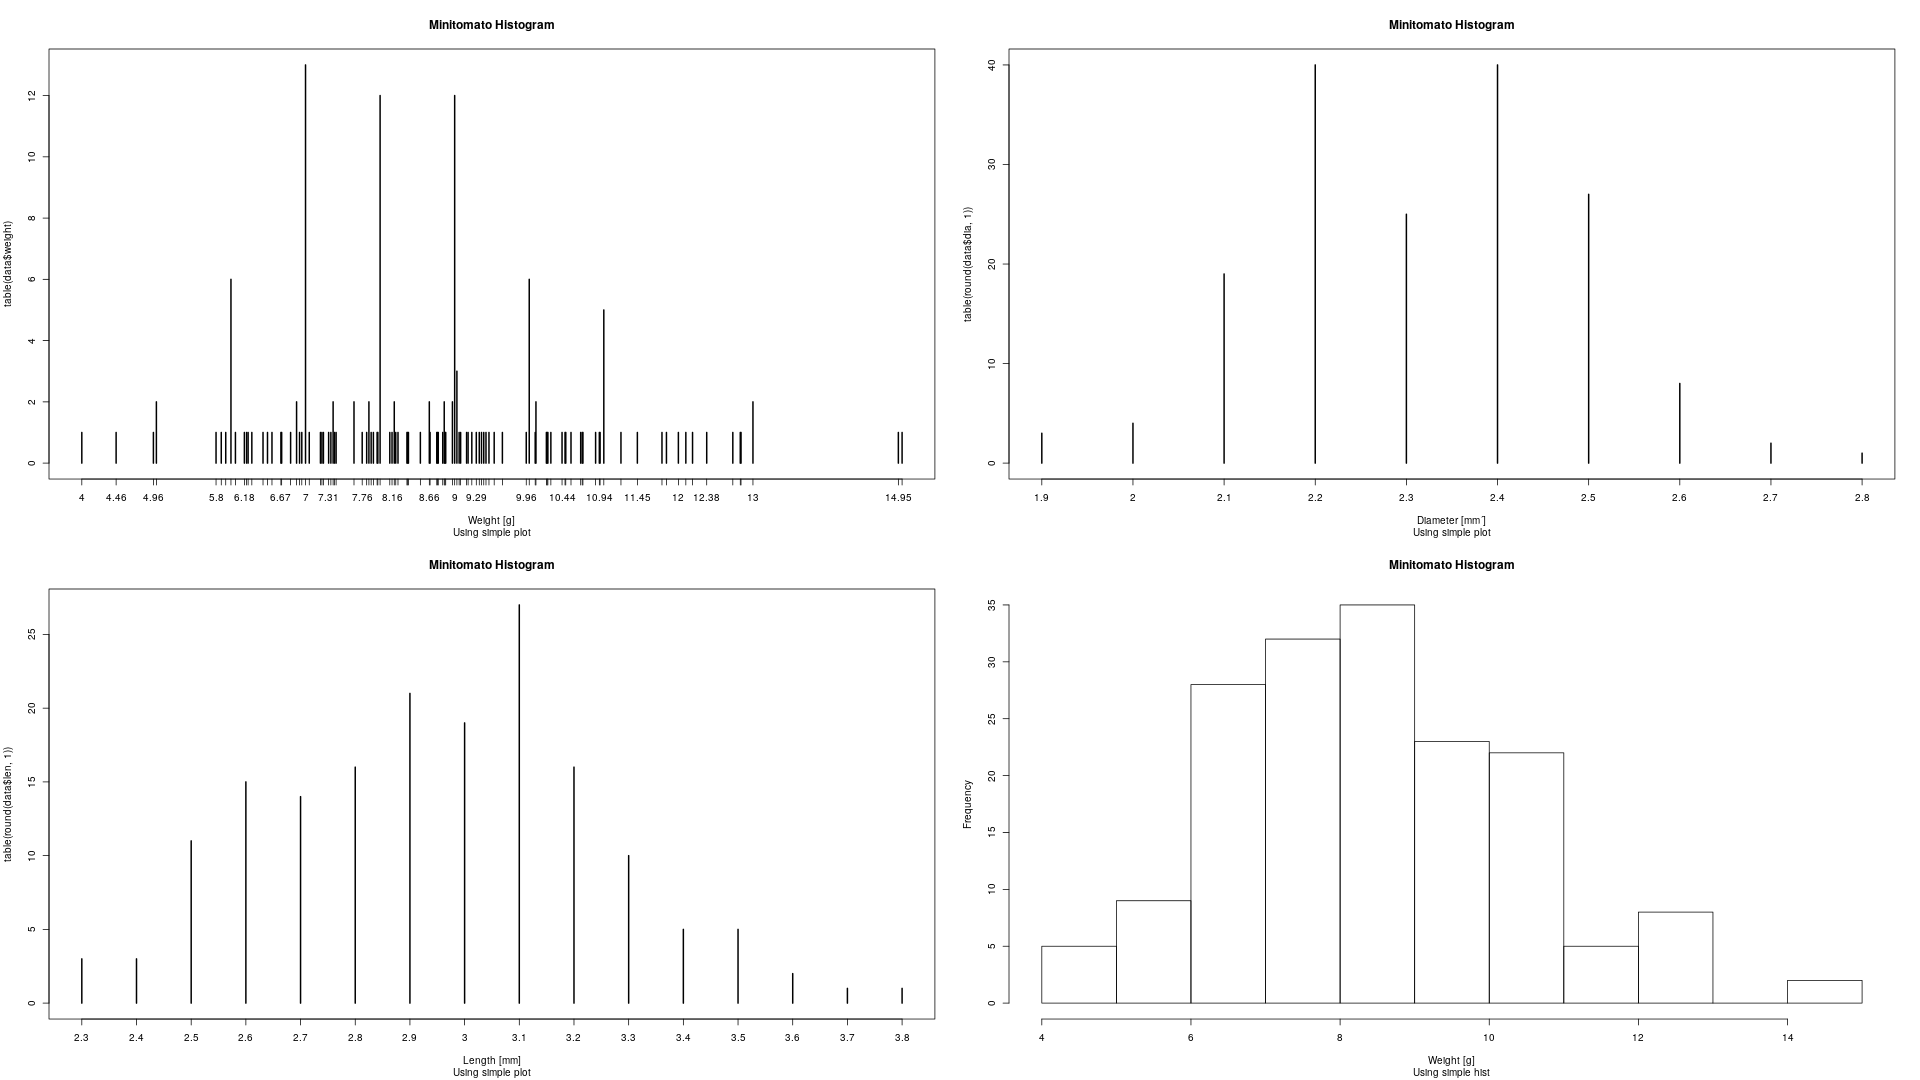 Minitomato Histogram
table(data$weight)
0
2
4
6
8
10
12
4 4.46 4.96 5.8 6.18 6.67 7 7.31 7.76 8.16 8.66 9 9.29 9.96 10.44 10.94 11.45 12 12.38 13 14.95
Weight [g]
Using simple plot
Minitomato Histogram
table(round(data$dia, 1))
0
10
20
30
40
1.9 2 2.1 2.2 2.3 2.4 2.5 2.6 2.7 2.8
Diameter [mm¨]
Using simple plot
Minitomato Histogram
table(round(data$len, 1))
0
5
10
15
20
25
2.3 2.4 2.5 2.6 2.7 2.8 2.9 3 3.1 3.2 3.3 3.4 3.5 3.6 3.7 3.8
Length [mm]
Using simple plot
Minitomato Histogram
Frequency
0
5
10
15
20
25
30
35
4 6 8 10 12 14
Weight [g]
Using simple hist